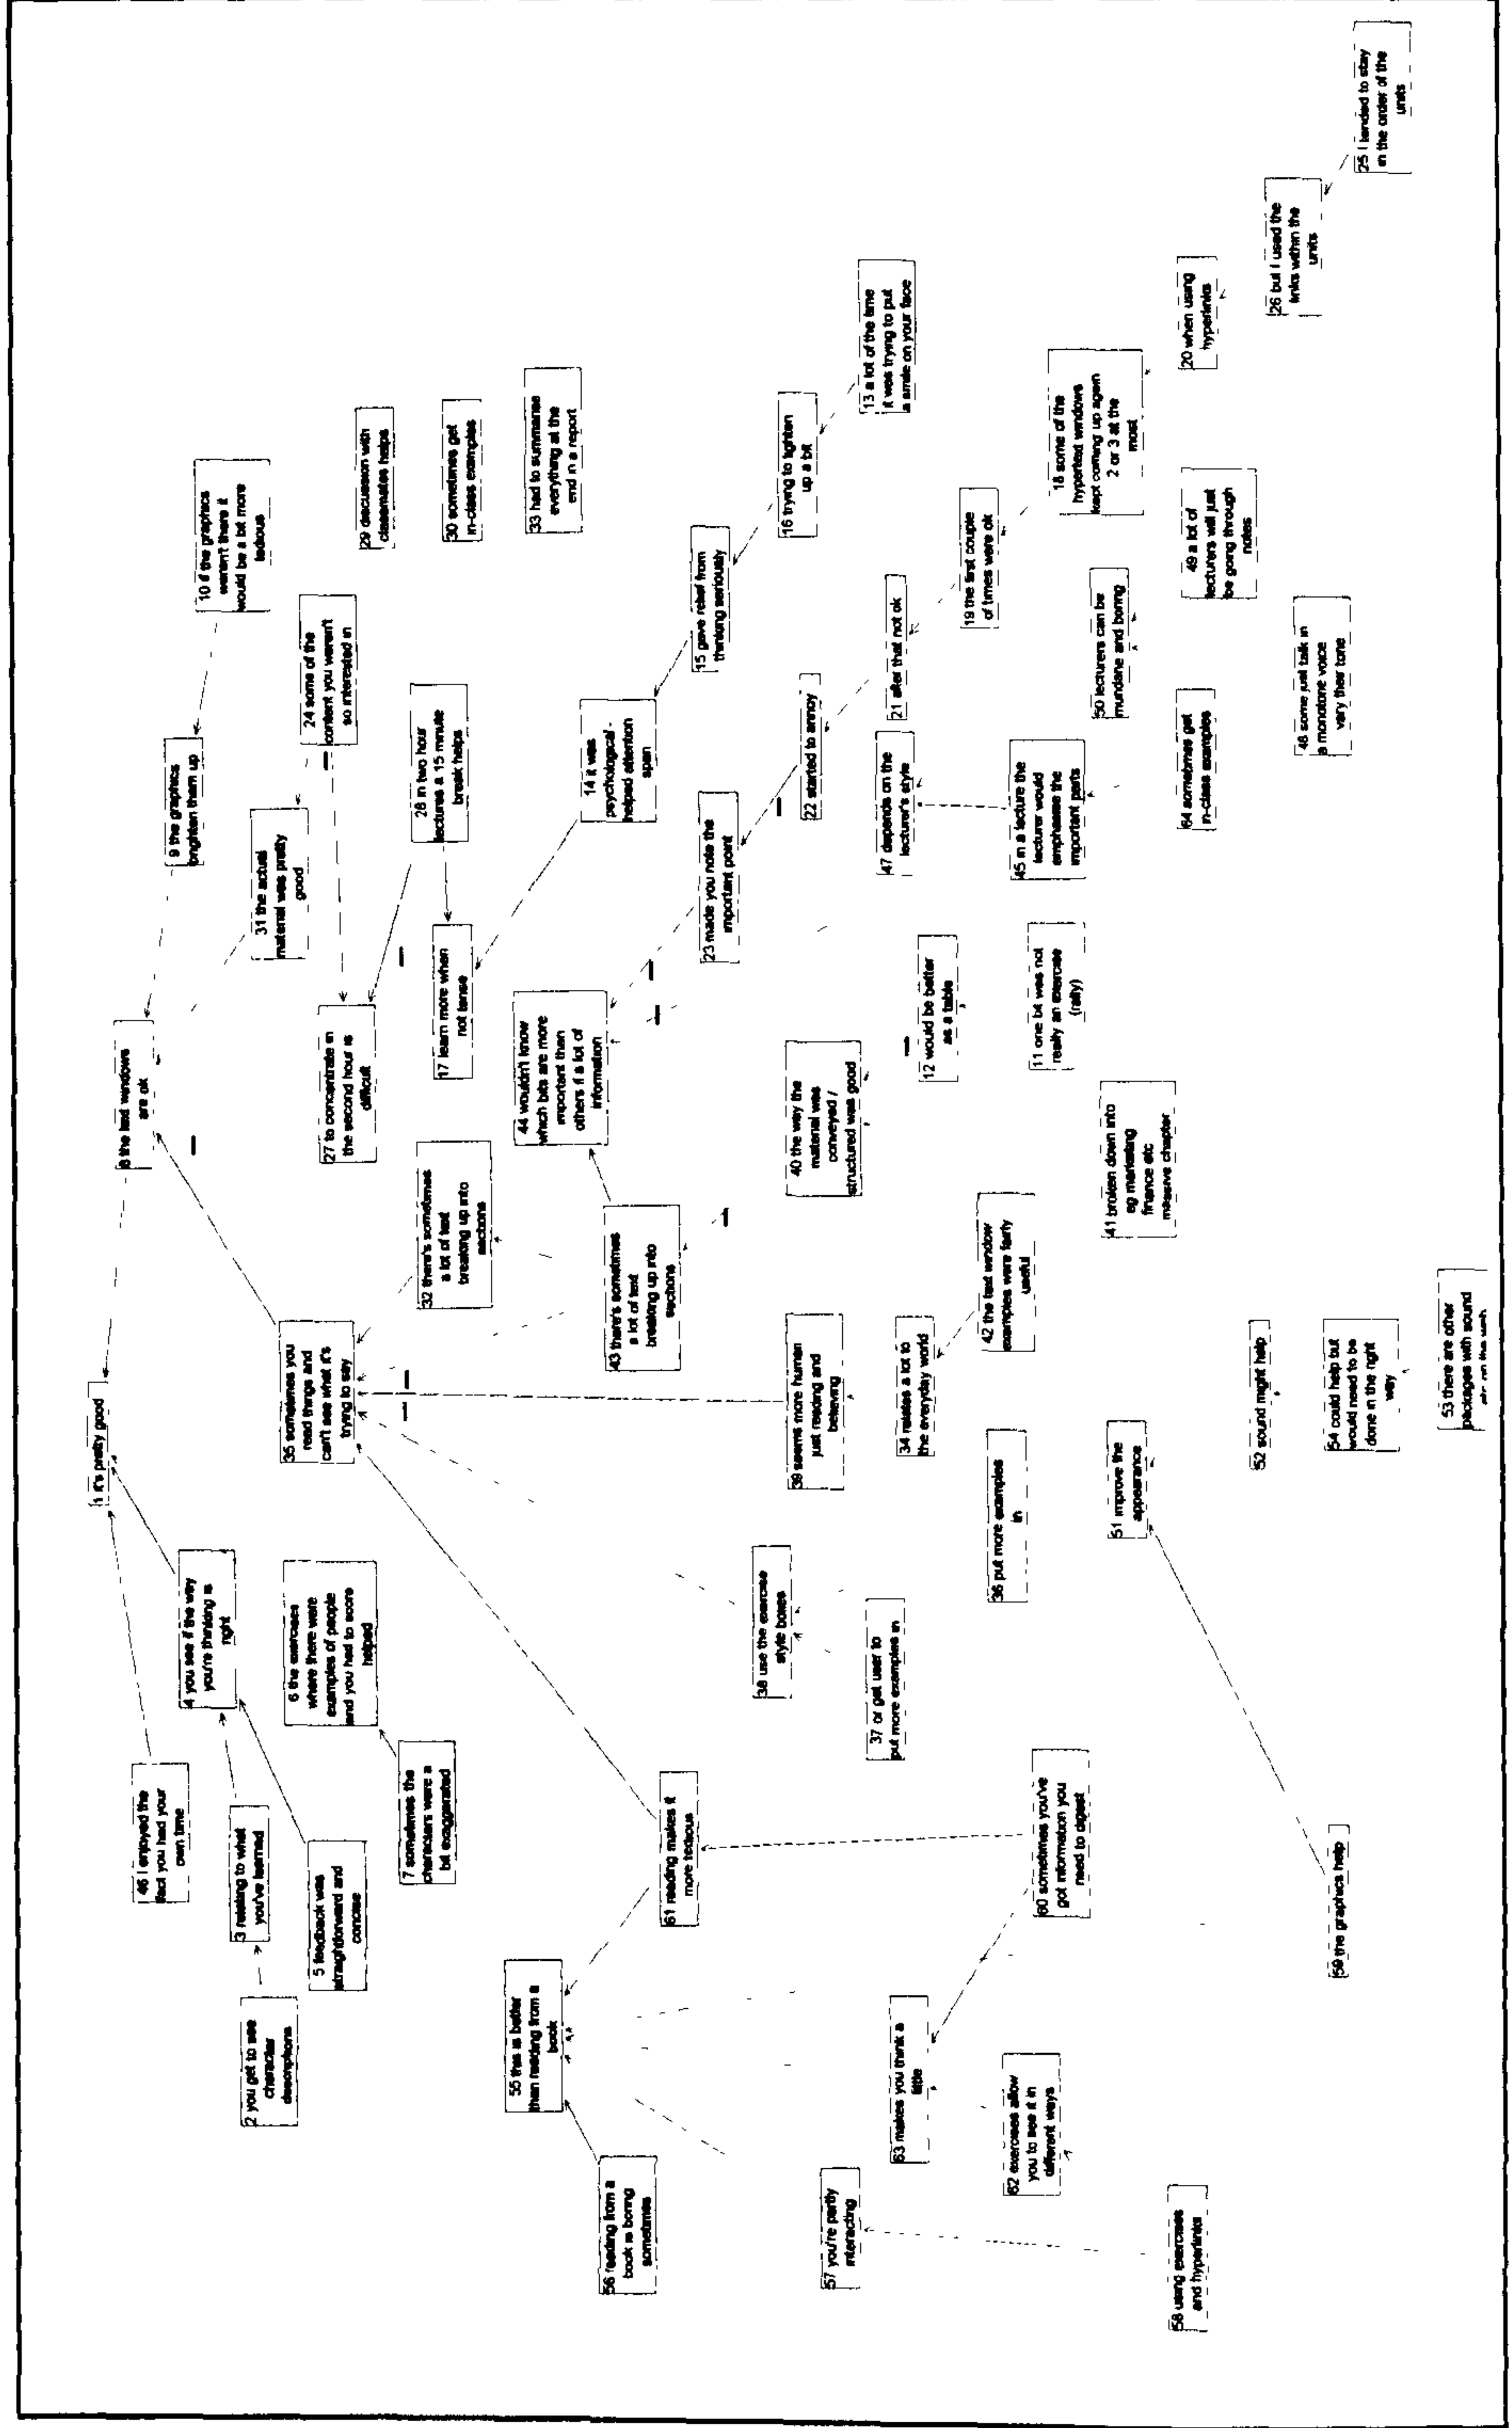 1 it's pretty good
46 I enjoyed the
fact you had your
own time
4 you see if the way
you're thinking is
right
3 relating to what
you've learned
2 you get to see
character
descriptions
5 feedback was
straightforward and
concise
6 the exercises
where there were
examples of people
and you had to score
helped
7 sometimes the
characters were a
bit exaggerated
8 the text windows
are ok
9 the graphics
brighten them up
10 if the graphics
weren't there it
would be a bit more
tedious
31 the actual
material was pretty
good
24 some of the
content you weren't
so interested in
29 discussion with
classmates helps
30 sometimes get
in-class examples
33 had to summarise
everything at the
end in a report
35 sometimes you
read things and
can't see what it's
trying to say
27 to concentrate in
the second hour is
difficult
28 in two hour
lectures a 15 minute
break helps
32 there's sometimes
a lot of text
breaking up into
sections
17 learn more when
not tense
14 it was
psychological -
helped attention
span
15 gave relief from
thinking seriously
16 trying to lighten
up a bit
13 a lot of the time
it was trying to put
a smile on your face
44 wouldn't know
which bits are more
important than
others if a lot of
information
43 there's sometimes
a lot of text
breaking up into
sections
23 made you note the
important point
22 started to annoy
21 after that not ok
19 the first couple
of times were ok
18 some of the
hypertext windows
kept coming up again
2 or 3 at the
most
20 when using
hyperlinks
26 but I used the
links within the
units
25 I tended to stay
in the order of the
units
55 this is better
than reading from a
book
56 reading from a
book is boring
sometimes
61 reading makes it
more tedious
38 use the exercise
style boxes
39 seems more human
just reading and
believing
40 the way the
material was
conveyed /
structured was good
47 depends on the
lecturer's style
57 you're partly
interacting
63 makes you think a
little
37 or get user to
put more examples in
34 relates a lot to
the everyday world
12 would be better
as a table
62 exercises allow
you to see it in
different ways
60 sometimes you've
got information you
need to digest
36 put more examples
in
42 the text window
examples were fairly
useful
11 one bit was not
really an exercise
(rally)
45 in a lecture the
lecturer would
emphasise the
important parts
50 lecturers can be
mundane and boring
51 improve the
appearance
41 broken down into
eg marketing
finance etc
massive chapter
64 sometimes get
in-class examples
49 a lot of
lecturers will just
be going through
notes
58 using exercises
and hyperlinks
52 sound might help
48 some just talk in
a monotone voice
vary their tone
59 the graphics help
54 could help but
would need to be
done in the right
way
53 there are other
packages with sound
etc on the web